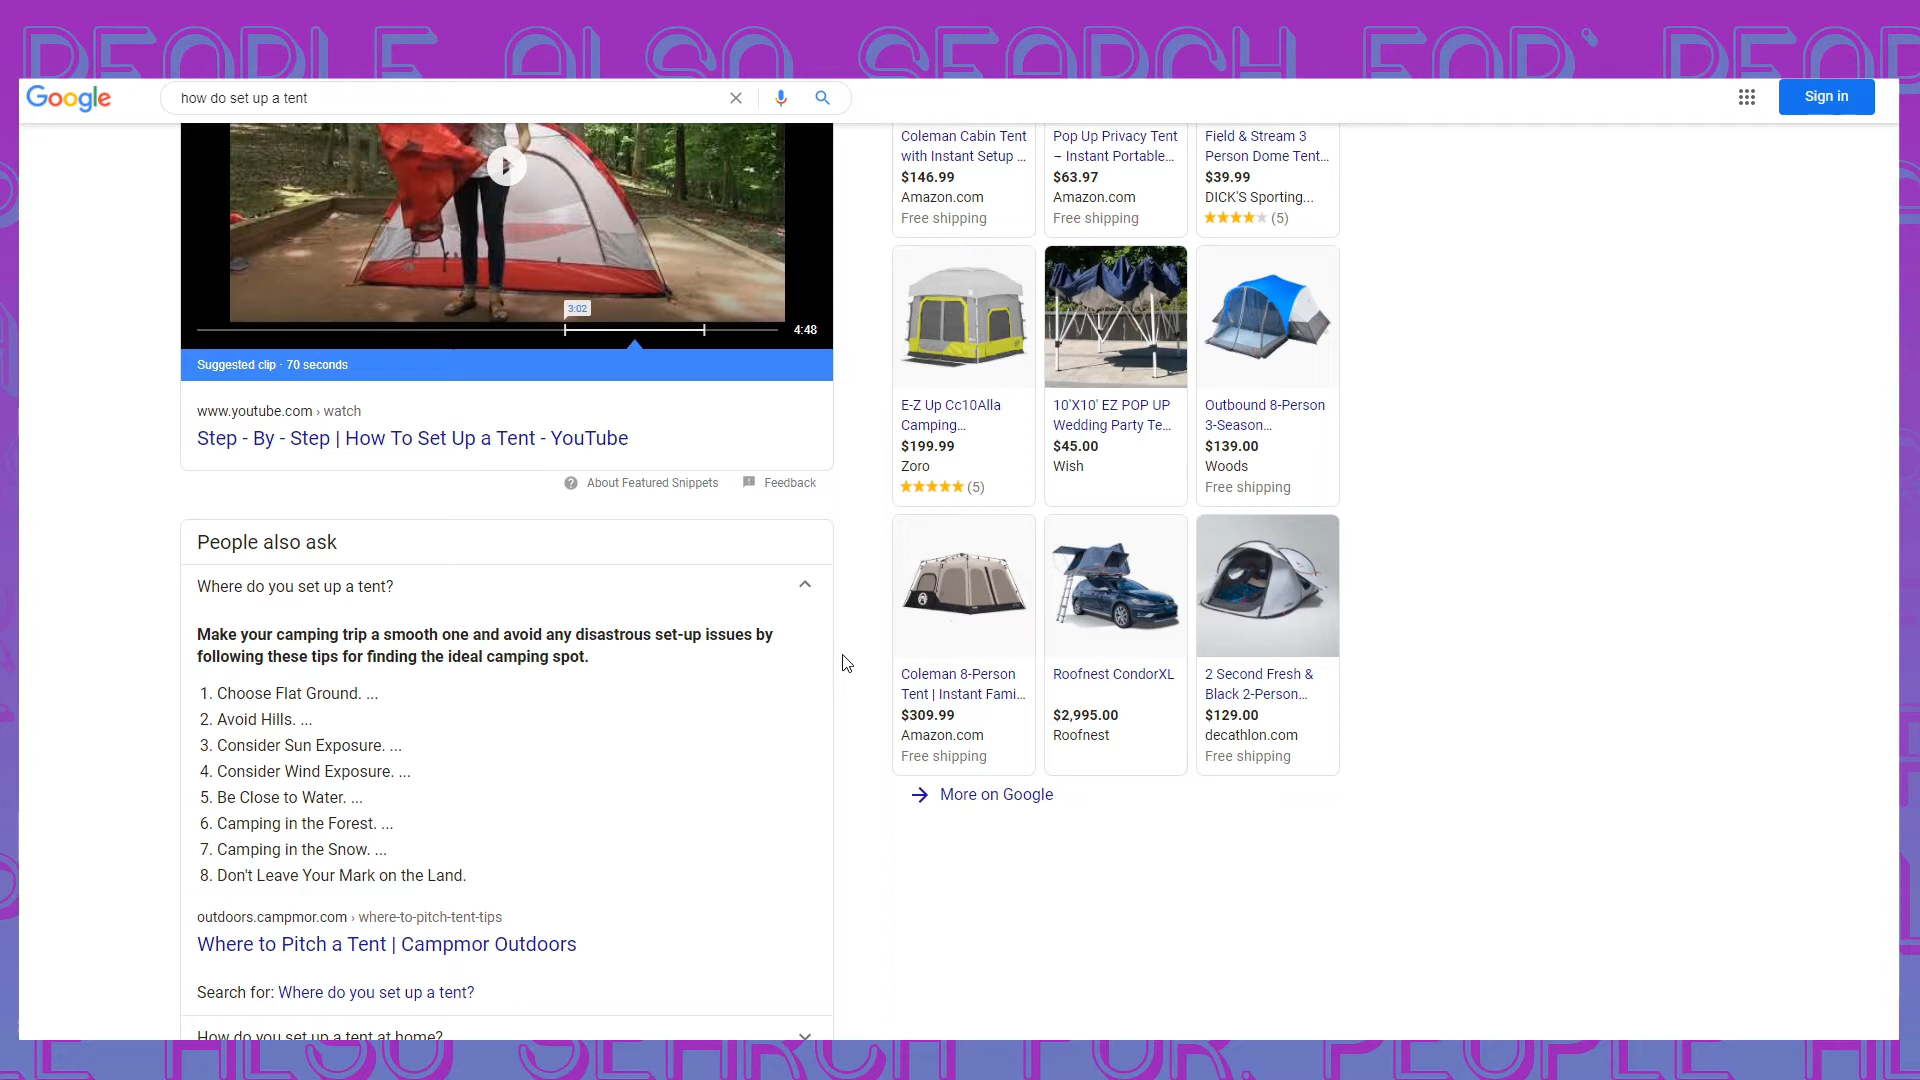 PEOPLE ALSO SEARCH FOR:
Google
how do set up a tent
Sign in
3:02
4:48
Suggested clip · 70 seconds
www.youtube.com › watch
Step - By - Step | How To Set Up a Tent - YouTube
About Featured Snippets
Feedback
People also ask
Where do you set up a tent?
Make your camping trip a smooth one and avoid any disastrous set-up issues by
following these tips for finding the ideal camping spot.
1. Choose Flat Ground. ...
2. Avoid Hills. ...
3. Consider Sun Exposure. ...
4. Consider Wind Exposure. ...
5. Be Close to Water. ...
6. Camping in the Forest. ...
7. Camping in the Snow. ...
8. Don't Leave Your Mark on the Land.
outdoors.campmor.com › where-to-pitch-tent-tips
Where to Pitch a Tent | Campmor Outdoors
Search for: Where do you set up a tent?
How do you set up a tent at home?
Coleman Cabin Tent
with Instant Setup ...
$146.99
Amazon.com
Free shipping
Pop Up Privacy Tent
– Instant Portable...
$63.97
Amazon.com
Free shipping
Field & Stream 3
Person Dome Tent...
$39.99
DICK'S Sporting...
(5)
E-Z Up Cc10Alla
Camping...
$199.99
Zoro
(5)
10'X10' EZ POP UP
Wedding Party Te...
$45.00
Wish
Outbound 8-Person
3-Season...
$139.00
Woods
Free shipping
Coleman 8-Person
Tent | Instant Fami...
$309.99
Amazon.com
Free shipping
Roofnest CondorXL
$2,995.00
Roofnest
2 Second Fresh &
Black 2-Person...
$129.00
decathlon.com
Free shipping
More on Google
ALSO SEARCH FOR: PEOPLE